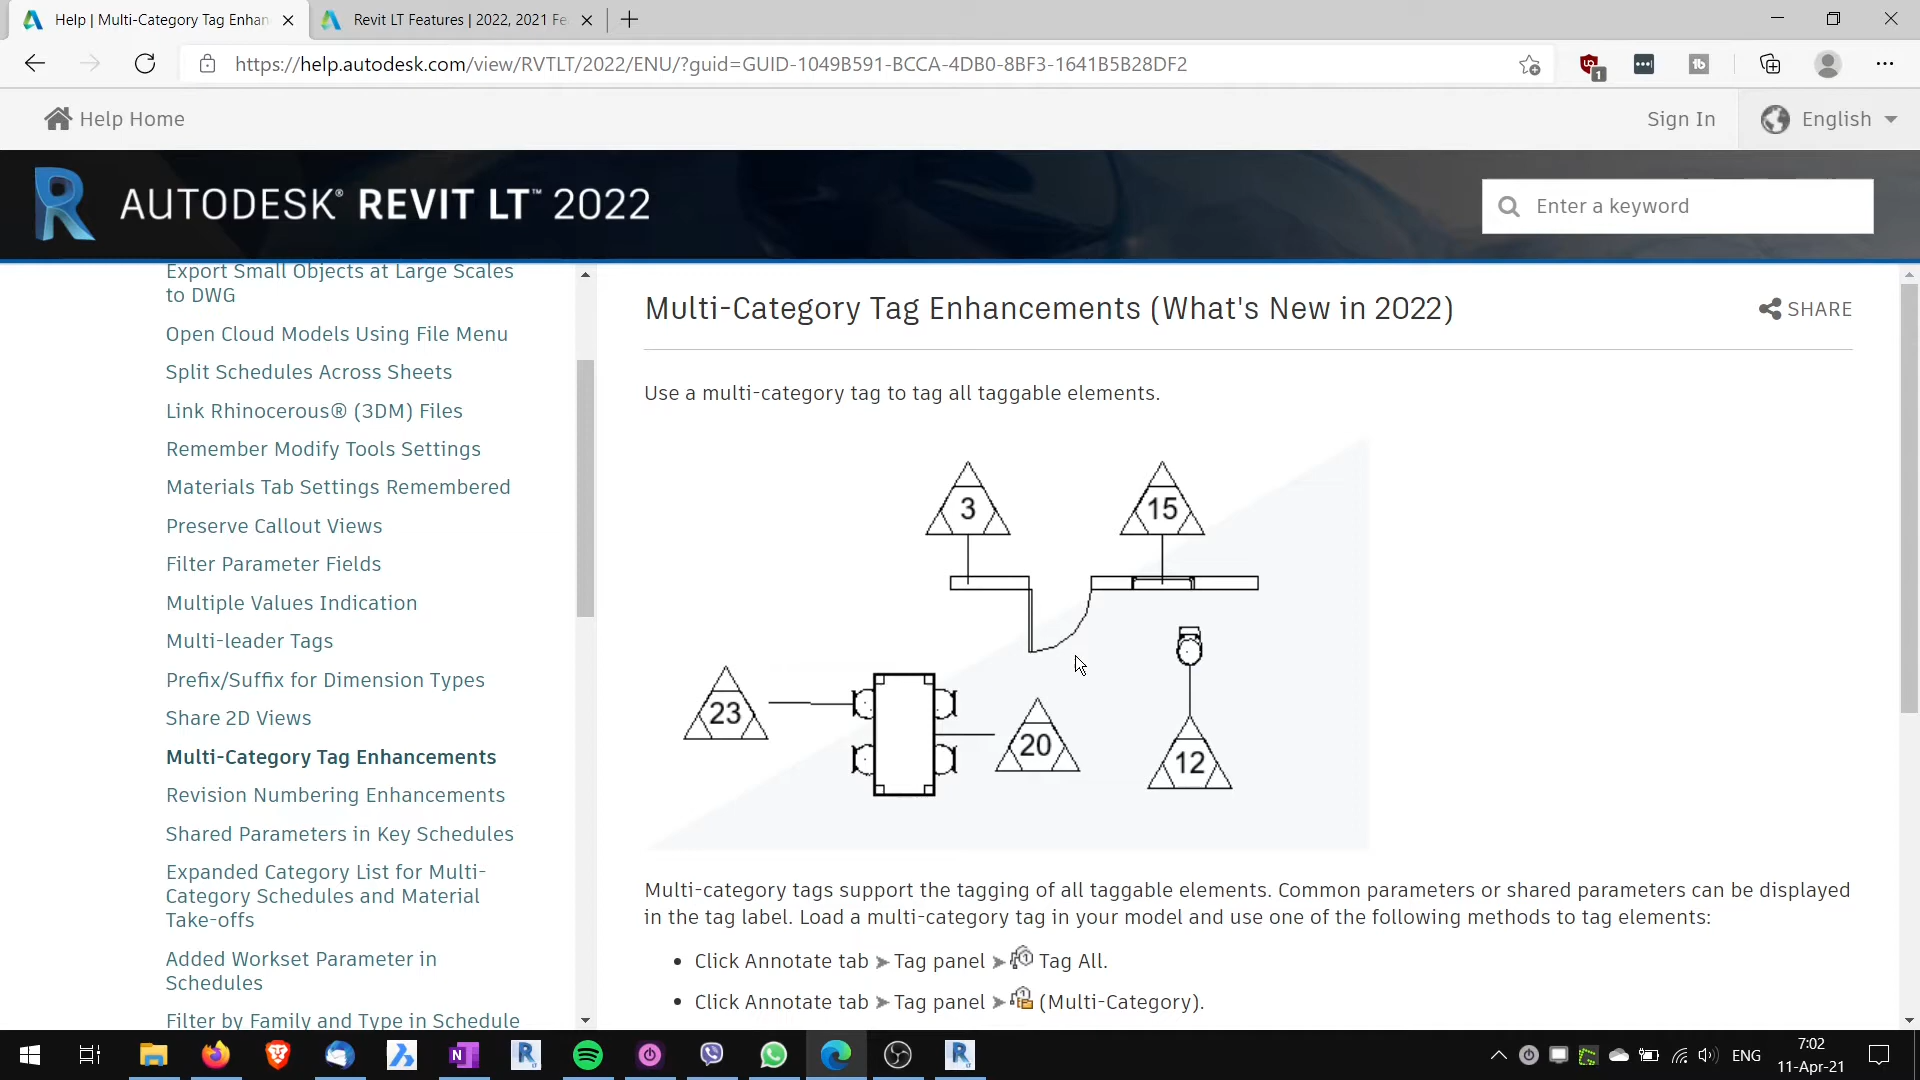 Help | Multi-Category Tag Enhan
Revit LT Features | 2022, 2021 Fe
https://help.autodesk.com/view/RVTLT/2022/ENU/?guid=GUID-1049B591-BCCA-4DB0-8BF3-1641B5B28DF2
1
Help Home
Sign In
English
AUTODESK® REVIT LT™ 2022
Enter a keyword
Export Small Objects at Large Scales
to DWG
Open Cloud Models Using File Menu
Split Schedules Across Sheets
Link Rhinocerous® (3DM) Files
Remember Modify Tools Settings
Materials Tab Settings Remembered
Preserve Callout Views
Filter Parameter Fields
Multiple Values Indication
Multi-leader Tags
Prefix/Suffix for Dimension Types
Share 2D Views
Multi-Category Tag Enhancements
Revision Numbering Enhancements
Shared Parameters in Key Schedules
Expanded Category List for Multi-
Category Schedules and Material
Take-offs
Added Workset Parameter in
Schedules
Filter by Family and Type in Schedule
Multi-Category Tag Enhancements (What's New in 2022)
SHARE
Use a multi-category tag to tag all taggable elements.
3
15
23
20
12
Multi-category tags support the tagging of all taggable elements. Common parameters or shared parameters can be displayed
in the tag label. Load a multi-category tag in your model and use one of the following methods to tag elements:
• Click Annotate tab ➤ Tag panel ➤ Tag All.
• Click Annotate tab ➤ Tag panel ➤ (Multi-Category).
ENG
7:02
11-Apr-21